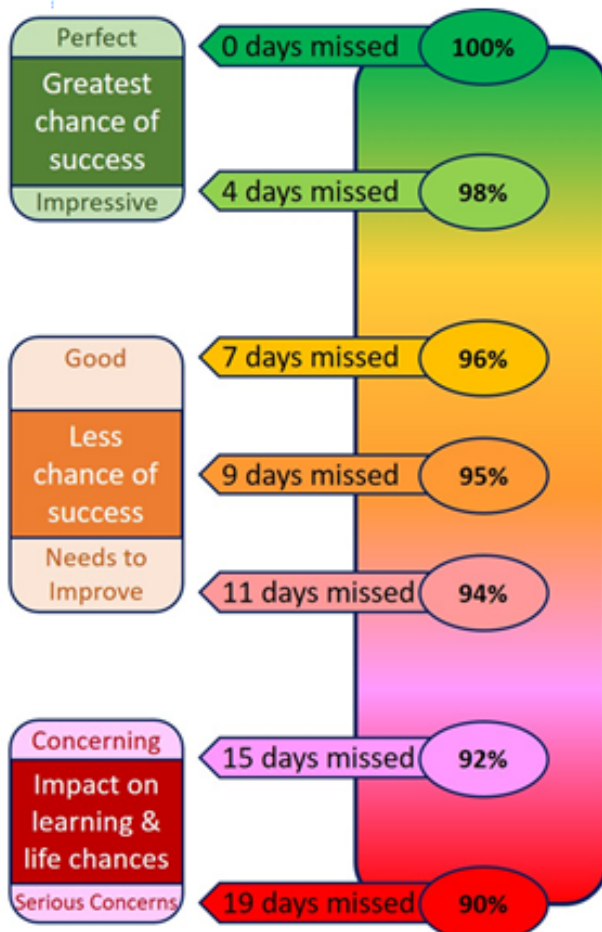 Perfect
0 days missed
100%
Greatest
chance of
success
Impressive
4 days missed
98%
Good
7 days missed
96%
Less
chance of
success
9 days missed
95%
Needs to
Improve
11 days missed
94%
Concerning
15 days missed
92%
Impact on
learning &
life chances
Serious Concerns
19 days missed
90%